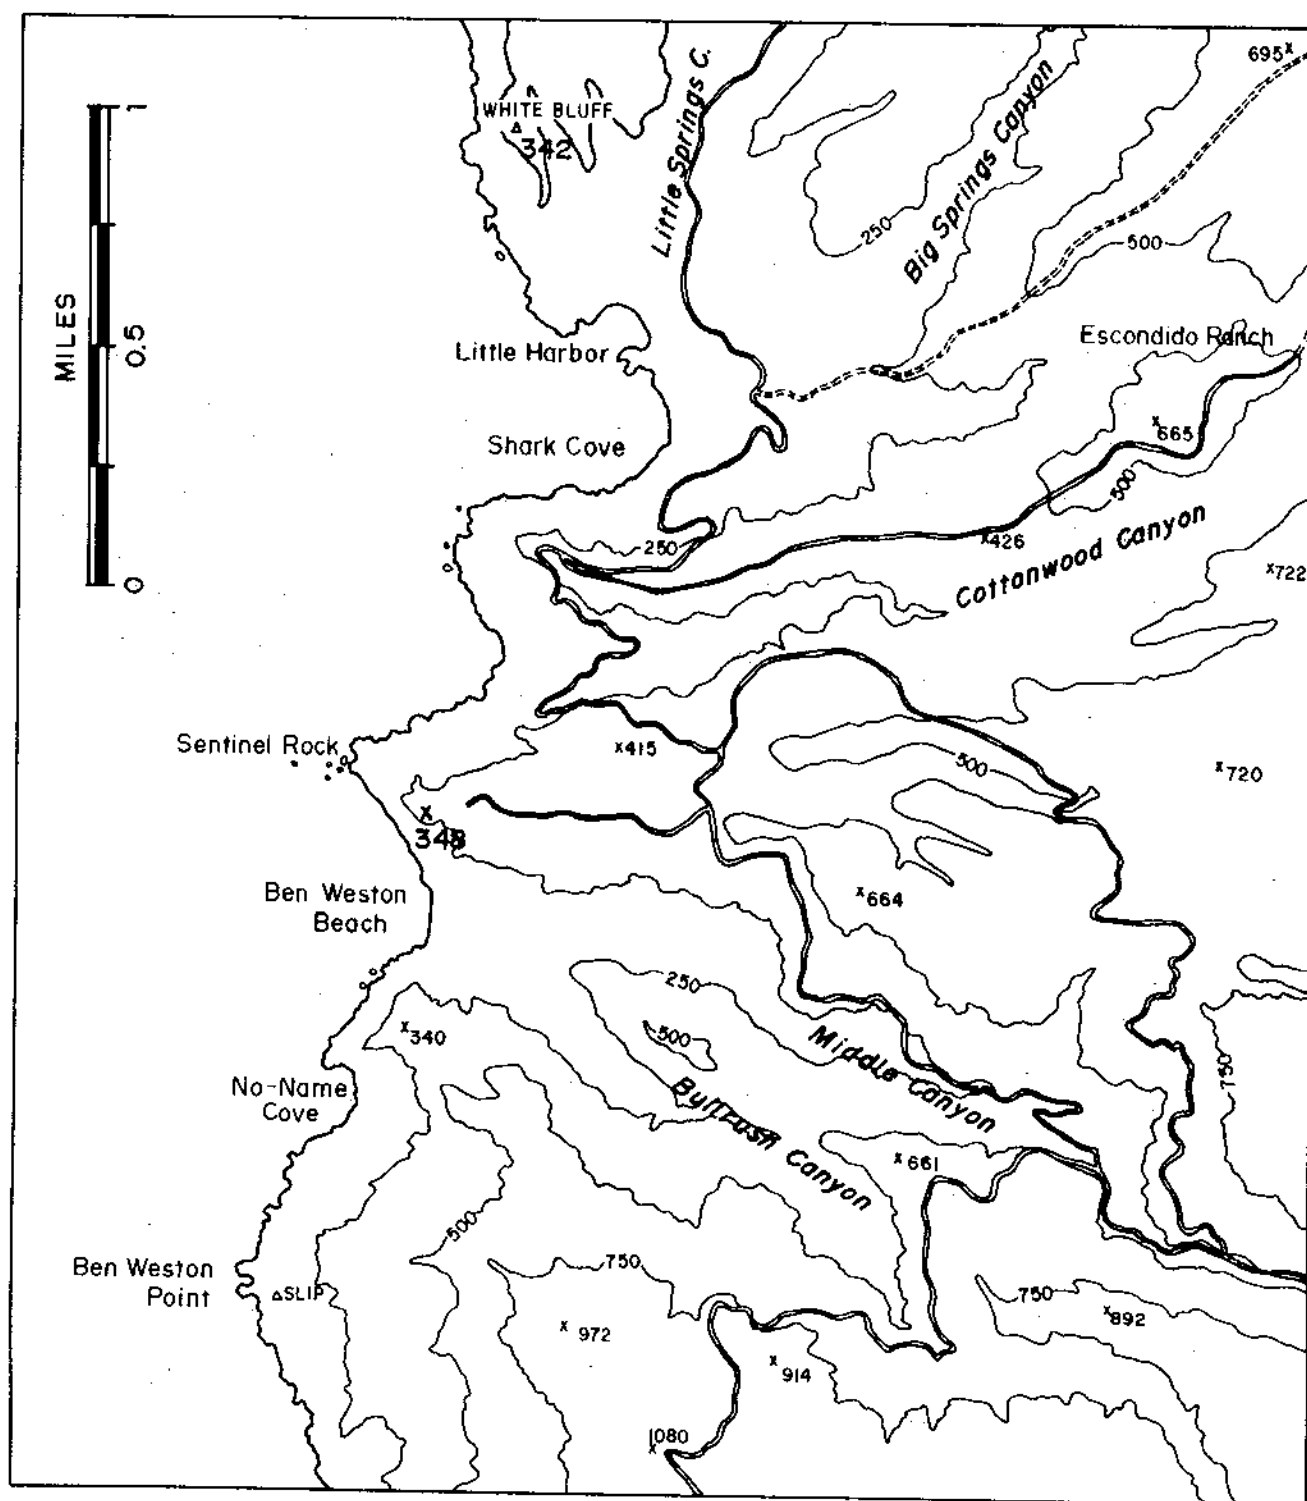 695
Little Springs C.
Big Springs Canyon
1
WHITE BLUFF
342
250
500
MILES
0.5
Little Harbor
Escondido Ranch
Shark Cove
665
500
250
426
Cottonwood Canyon
722
0
Sentinel Rock
415
500
720
348
Ben Weston
Beach
664
250
340
500
Middle Canyon
750
No-Name
Cove
Bullrush Canyon
661
500
Ben Weston
Point
SLIP
750
750
892
972
914
1080